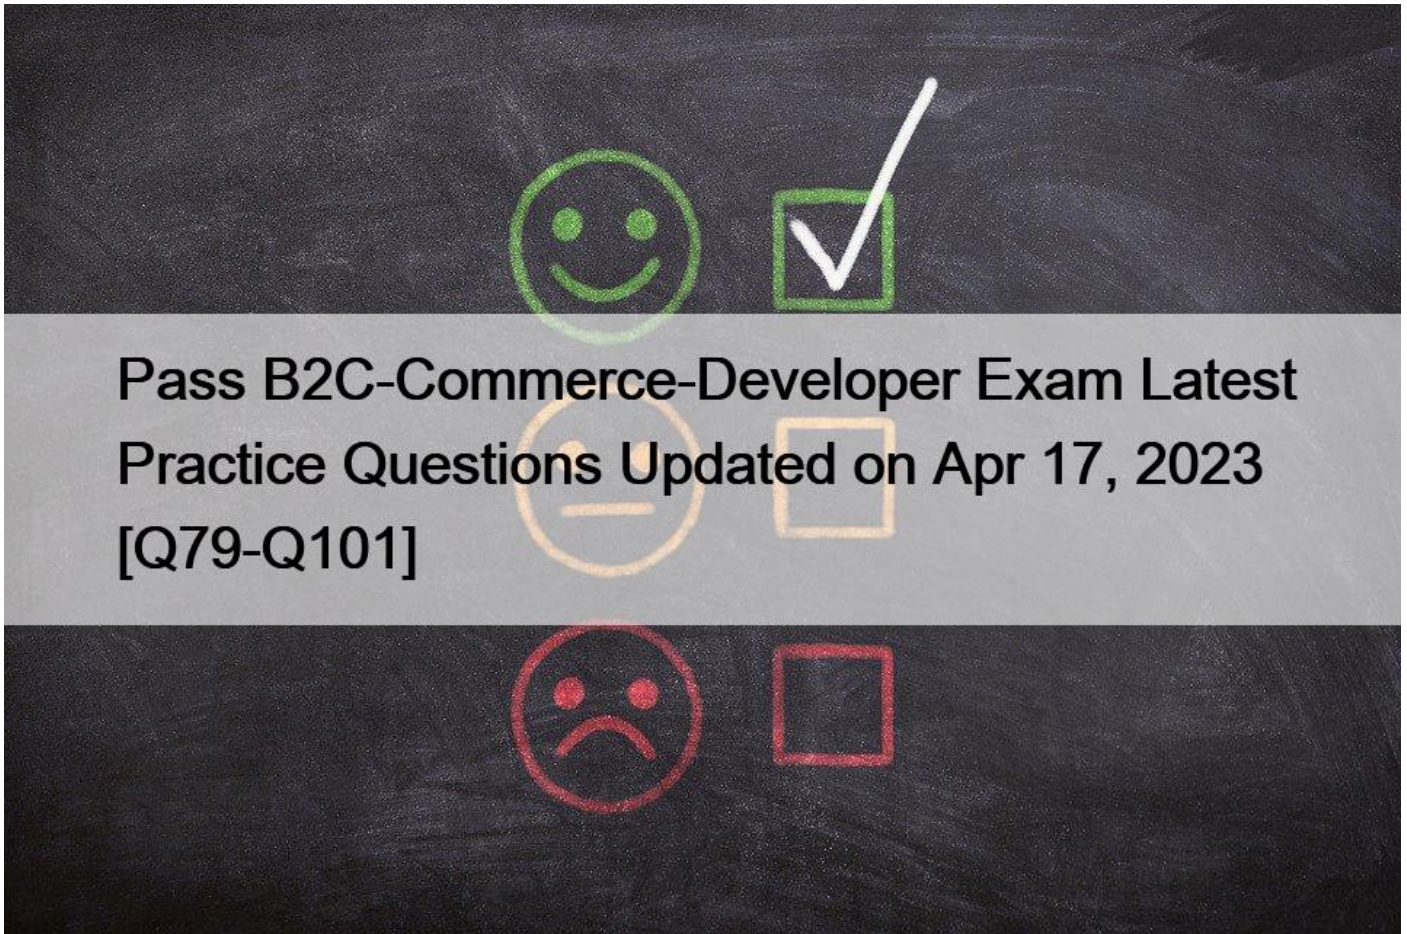 Pass B2C-Commerce-Developer Exam Latest
Practice Questions Updated on Apr 17, 2023
[Q79-Q101]